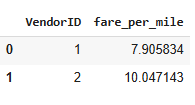 VendorID fare_per_mile
0 1 7.905834
1 2 10.047143